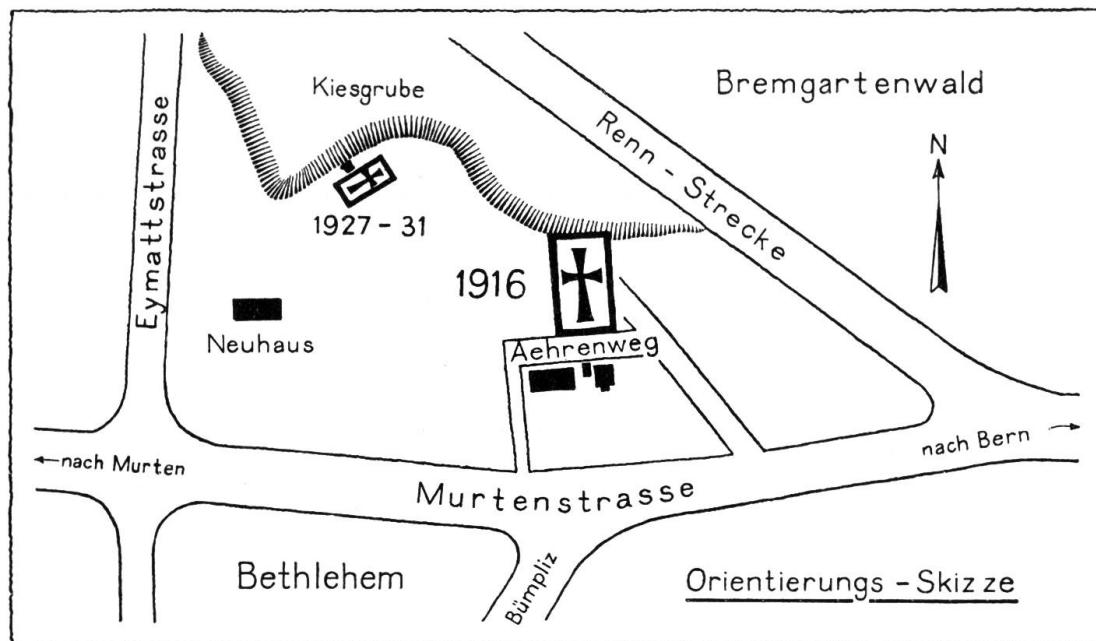 Kiesgrube
Bremgartenwald
Renn - Strecke
N
Eymattstrasse
1927 - 31
1916
Neuhaus
Aehrenweg
nach Murten
nach Bern
Murtenstrasse
Bethlehem
Bümpliz
Orientierungs - Skizze